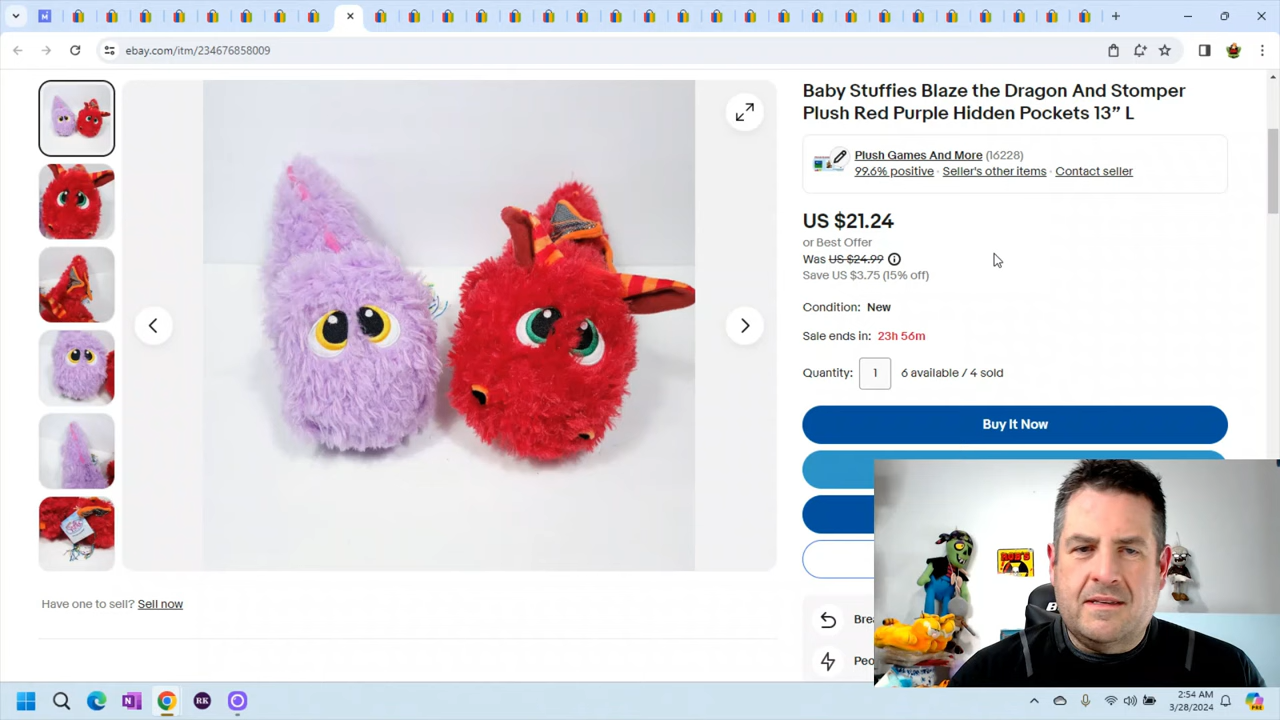 ebay.com/itm/234676858009
Baby Stuffies Blaze the Dragon And Stomper
Plush Red Purple Hidden Pockets 13” L
Plush Games And More (16228)
99.6% positive · Seller's other items · Contact seller
US $21.24
or Best Offer
Was US $24.99
Save US $3.75 (15% off)
Condition: New
Sale ends in: 23h 56m
Quantity: 1 6 available / 4 sold
Buy It Now
Have one to sell? Sell now
Brea
Peo
2:54 AM
3/28/2024